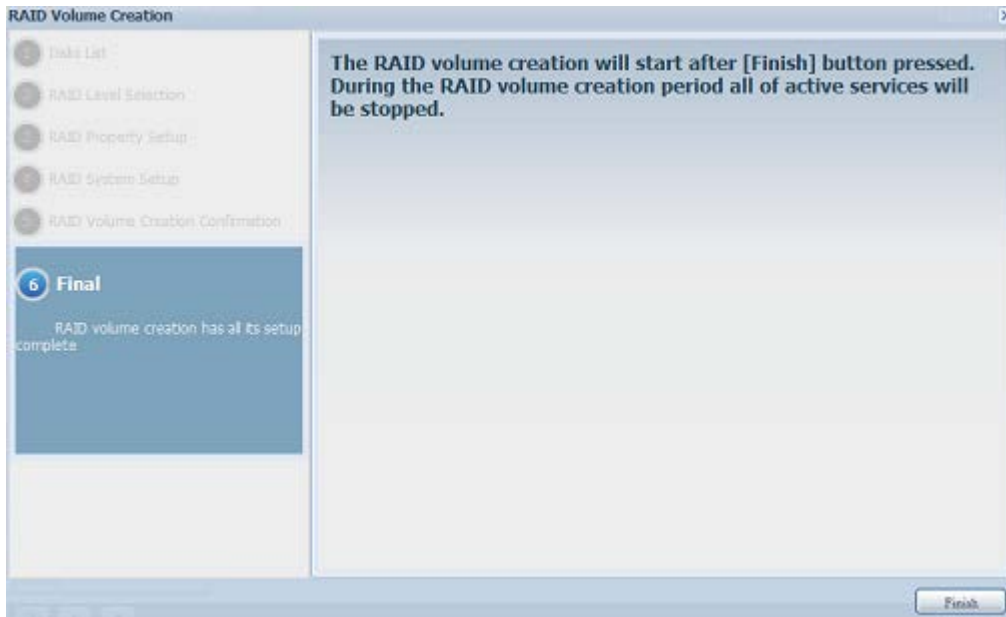 RAID Volume Creation
Disks List
RAID Level Selection
RAID Property Setup
RAID System Setup
RAID Volume Creation Confirmation
6 Final
RAID volume creation has all its setup
complete
The RAID volume creation will start after [Finish] button pressed.
During the RAID volume creation period all of active services will
be stopped.
Finish